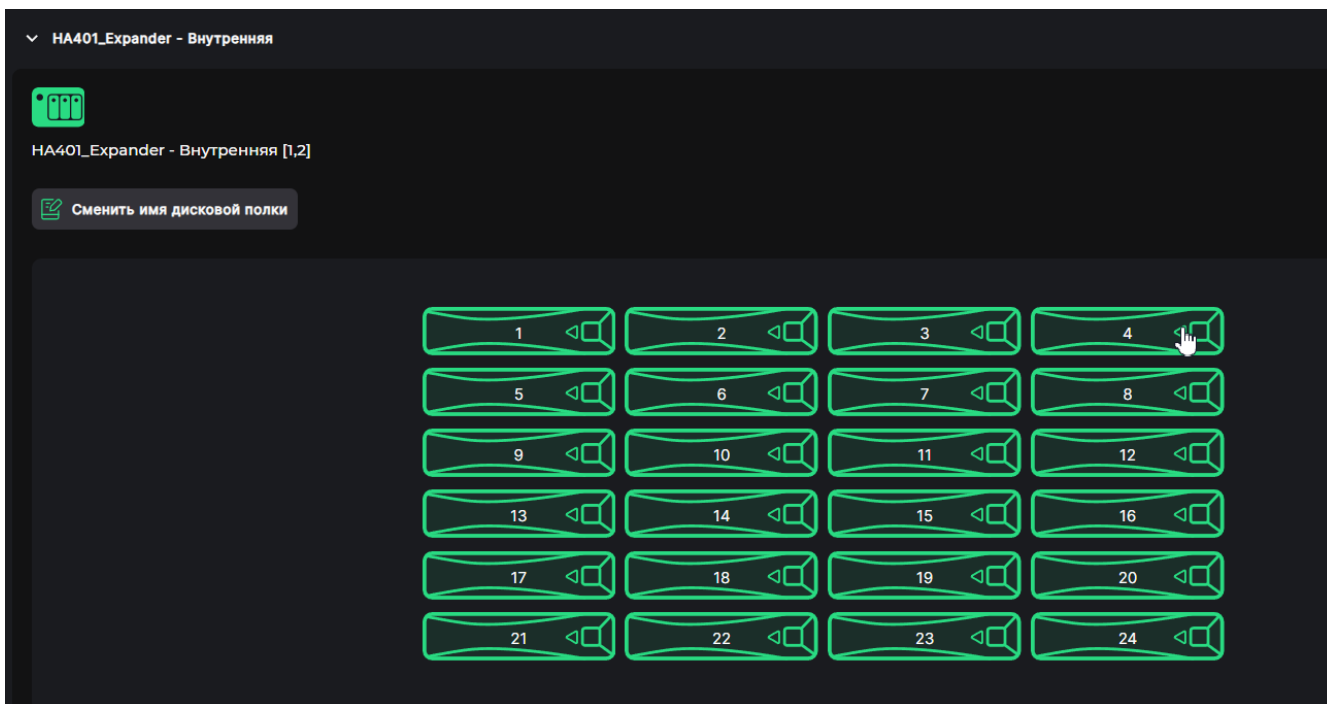 HA401_Expander - Внутренняя
HA401_Expander - Внутренняя [1,2]
Сменить имя дисковой полки
1 2 3 4
5 6 7 8
9 10 11 12
13 14 15 16
17 18 19 20
21 22 23 24